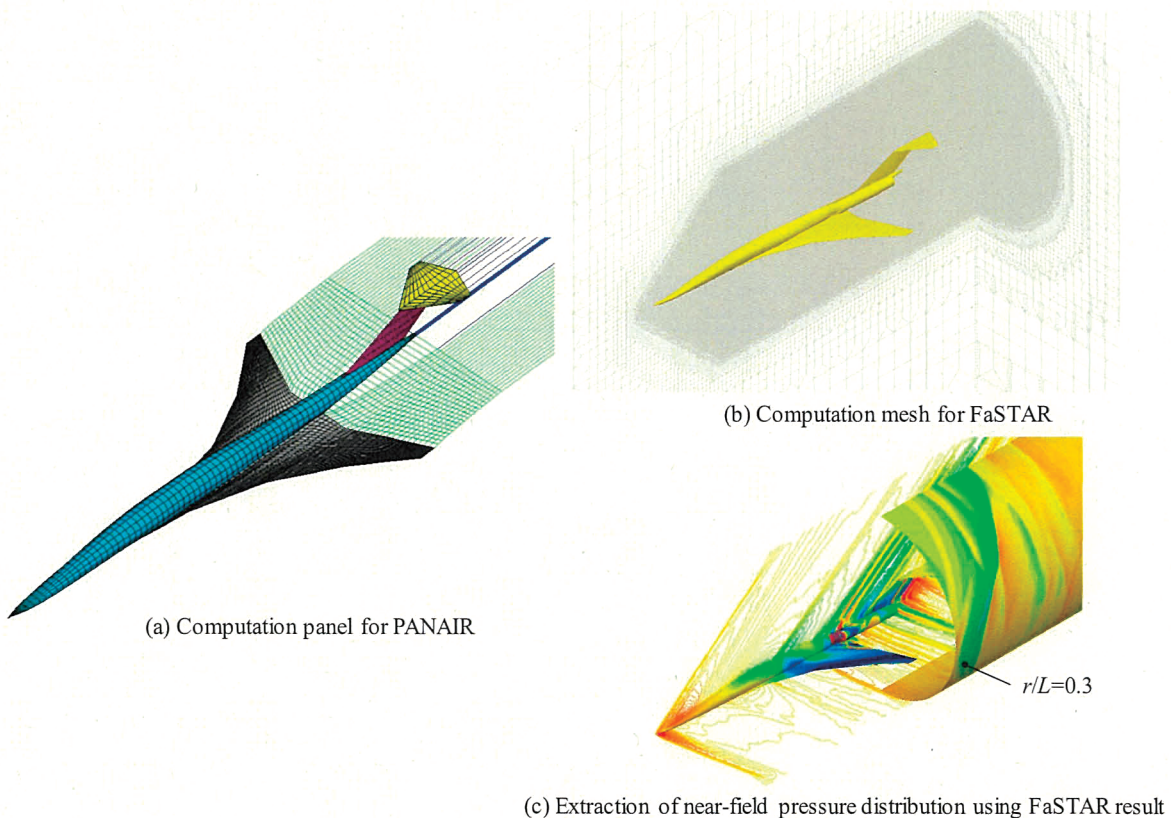 (a) Computation panel for PANAIR
(b) Computation mesh for FaSTAR
r/L=0.3
(c) Extraction of near-field pressure distribution using FaSTAR result